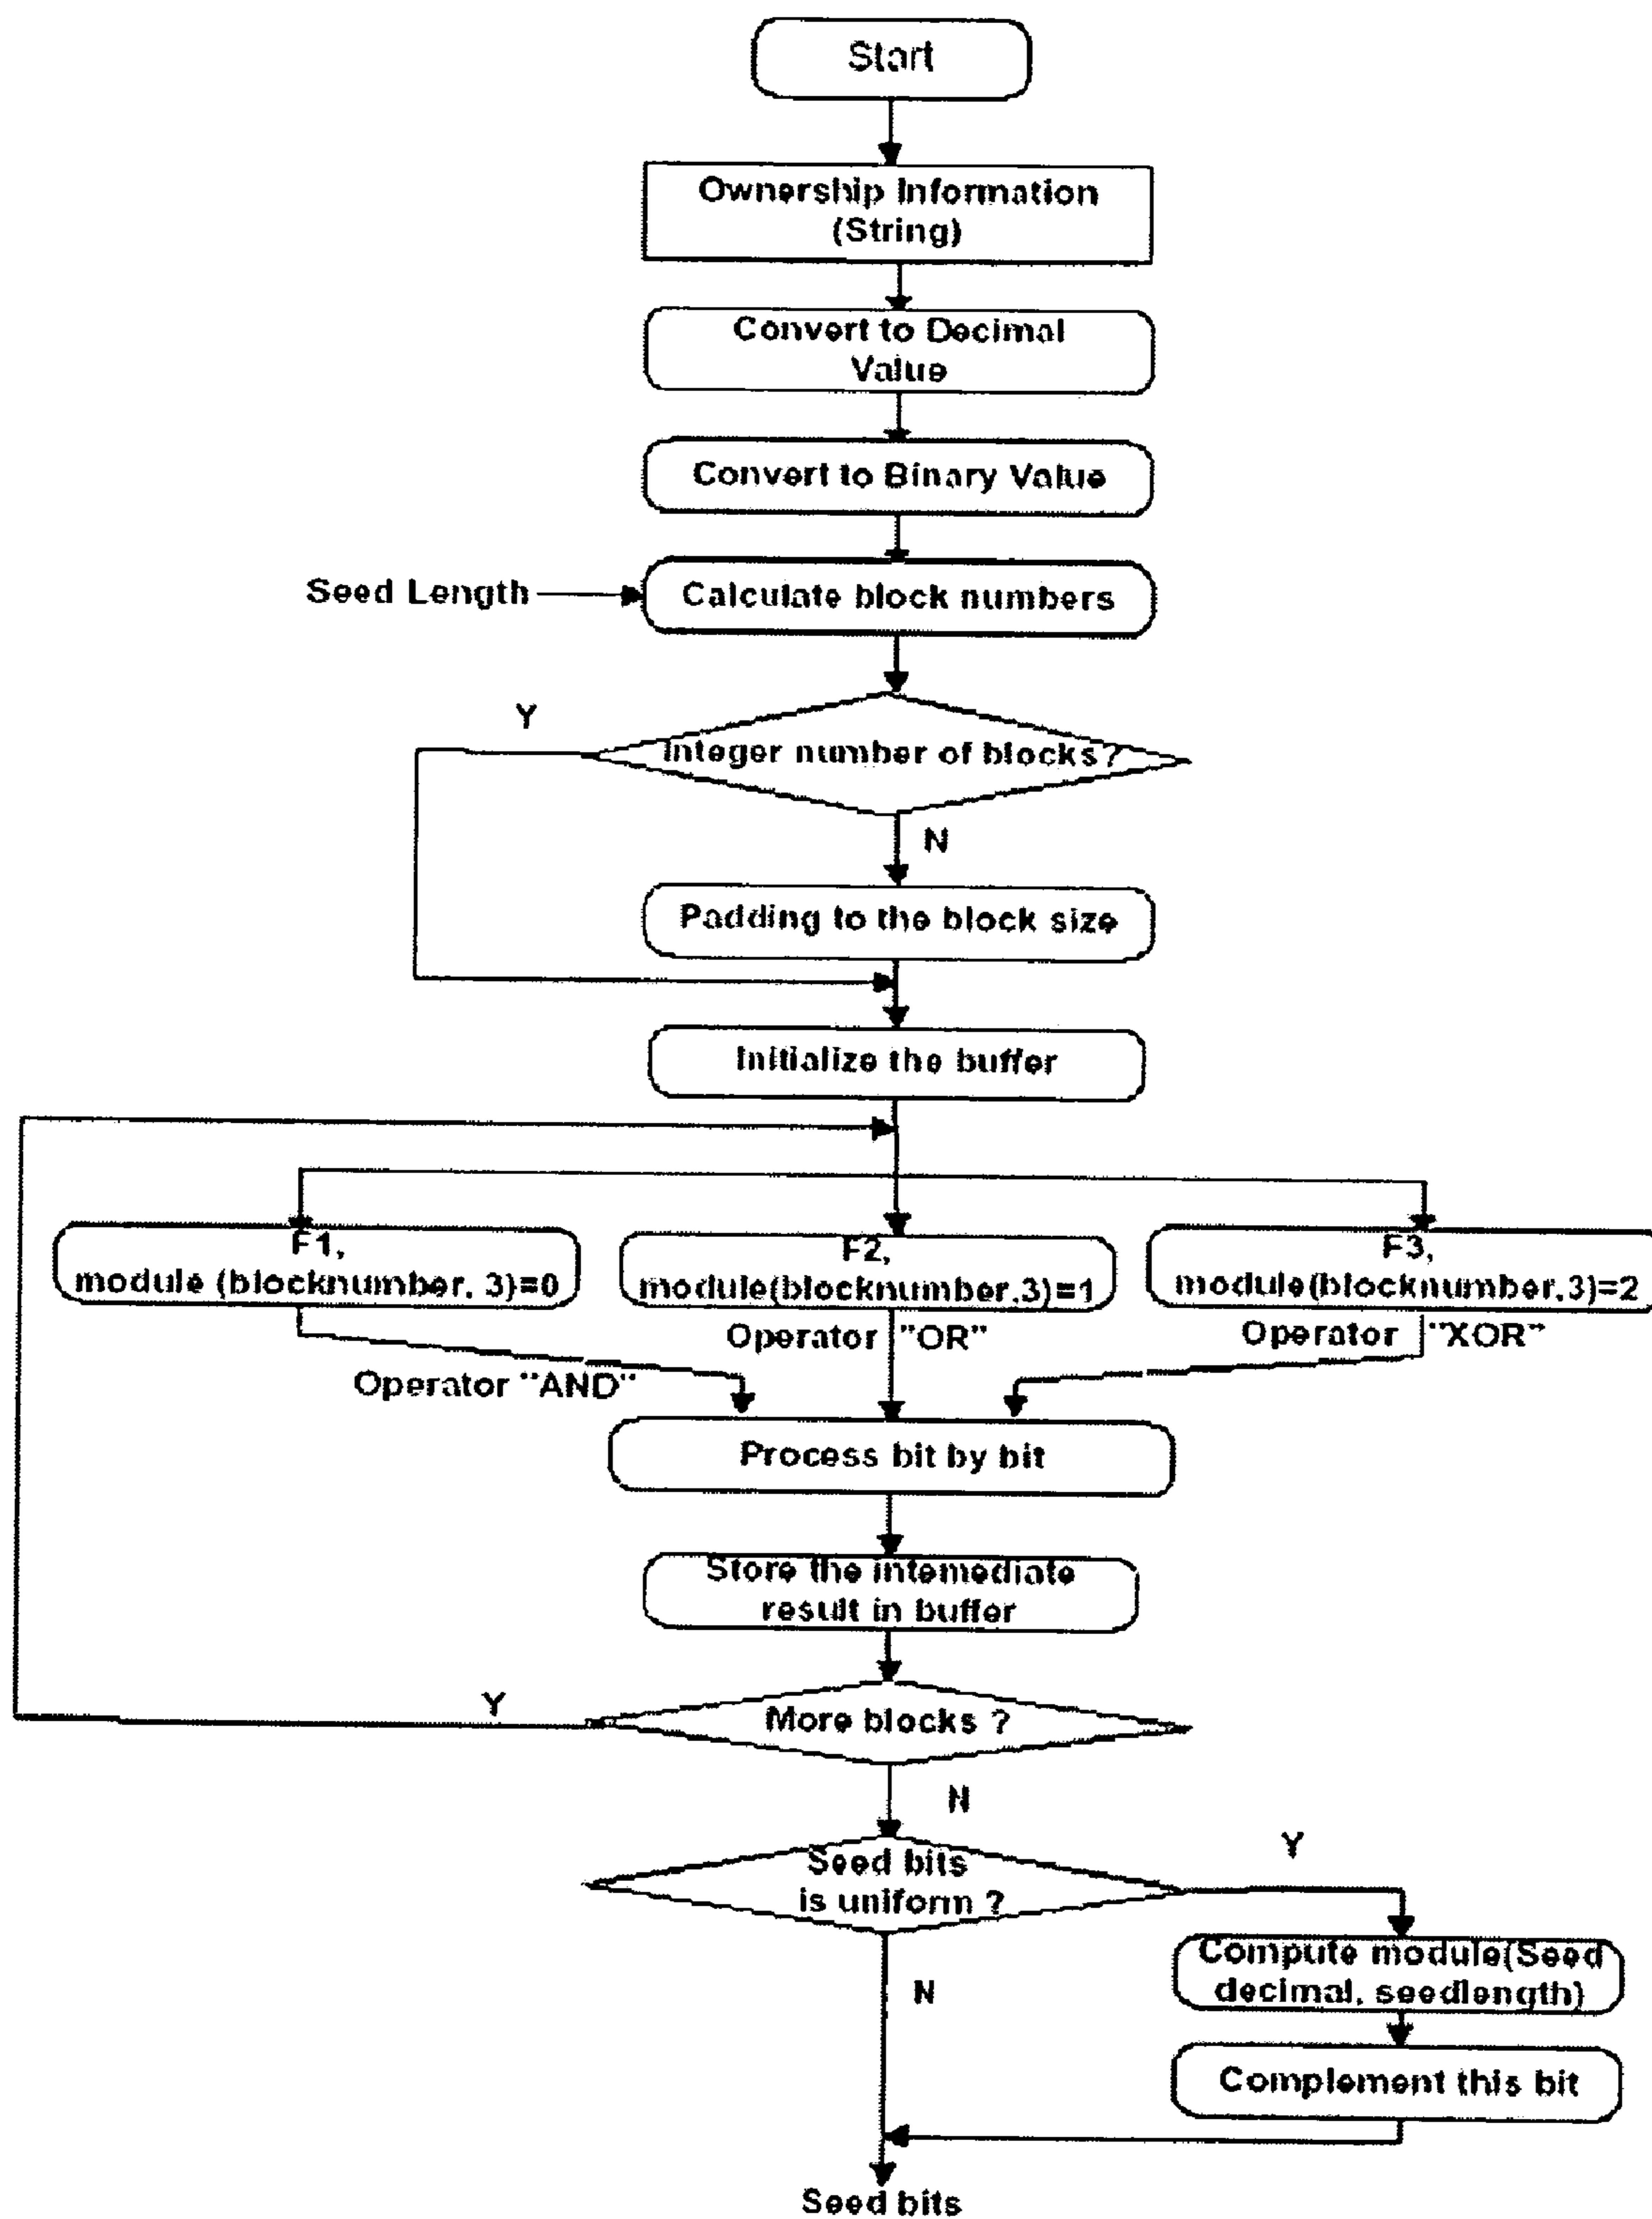 Start
Ownership Information
(String)
Convert to Decimal
Value
Convert to Binary Value
Seed Length
Calculate block numbers
Y
Integer number of blocks?
N
Padding to the block size
Initialize the buffer
F1,
module (blocknumber, 3)=0
F2,
module(blocknumber,3)=1
F3,
module(blocknumber,3)=2
Operator "AND"
Operator "OR"
Operator "XOR"
Process bit by bit
Store the intemediate
result in buffer
Y
More blocks ?
N
Seed bits
is uniform ?
Y
N
Compute module(Seed
decimal, seedlength)
Complement this bit
Seed bits